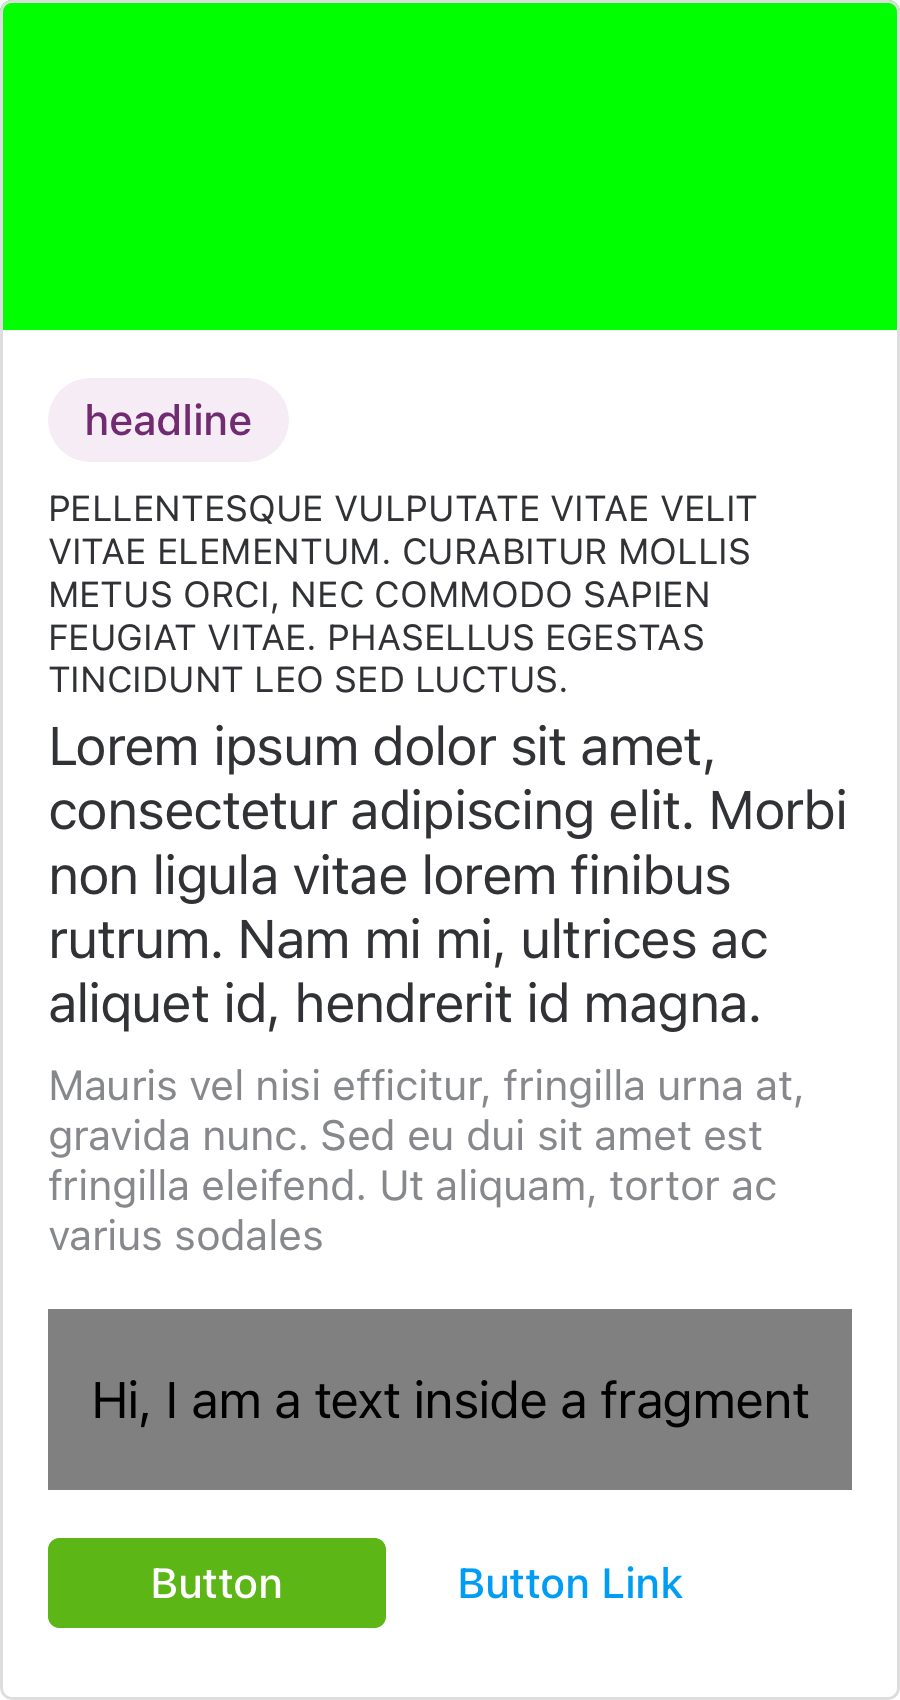 headline
PELLENTESQUE VULPUTATE VITAE VELIT
VITAE ELEMENTUM. CURABITUR MOLLIS
METUS ORCI, NEC COMMODO SAPIEN
FEUGIAT VITAE. PHASELLUS EGESTAS
TINCIDUNT LEO SED LUCTUS.
Lorem ipsum dolor sit amet,
consectetur adipiscing elit. Morbi
non ligula vitae lorem finibus
rutrum. Nam mi mi, ultrices ac
aliquet id, hendrerit id magna.
Mauris vel nisi efficitur, fringilla urna at,
gravida nunc. Sed eu dui sit amet est
fringilla eleifend. Ut aliquam, tortor ac
varius sodales
Hi, I am a text inside a fragment
Button Button Link